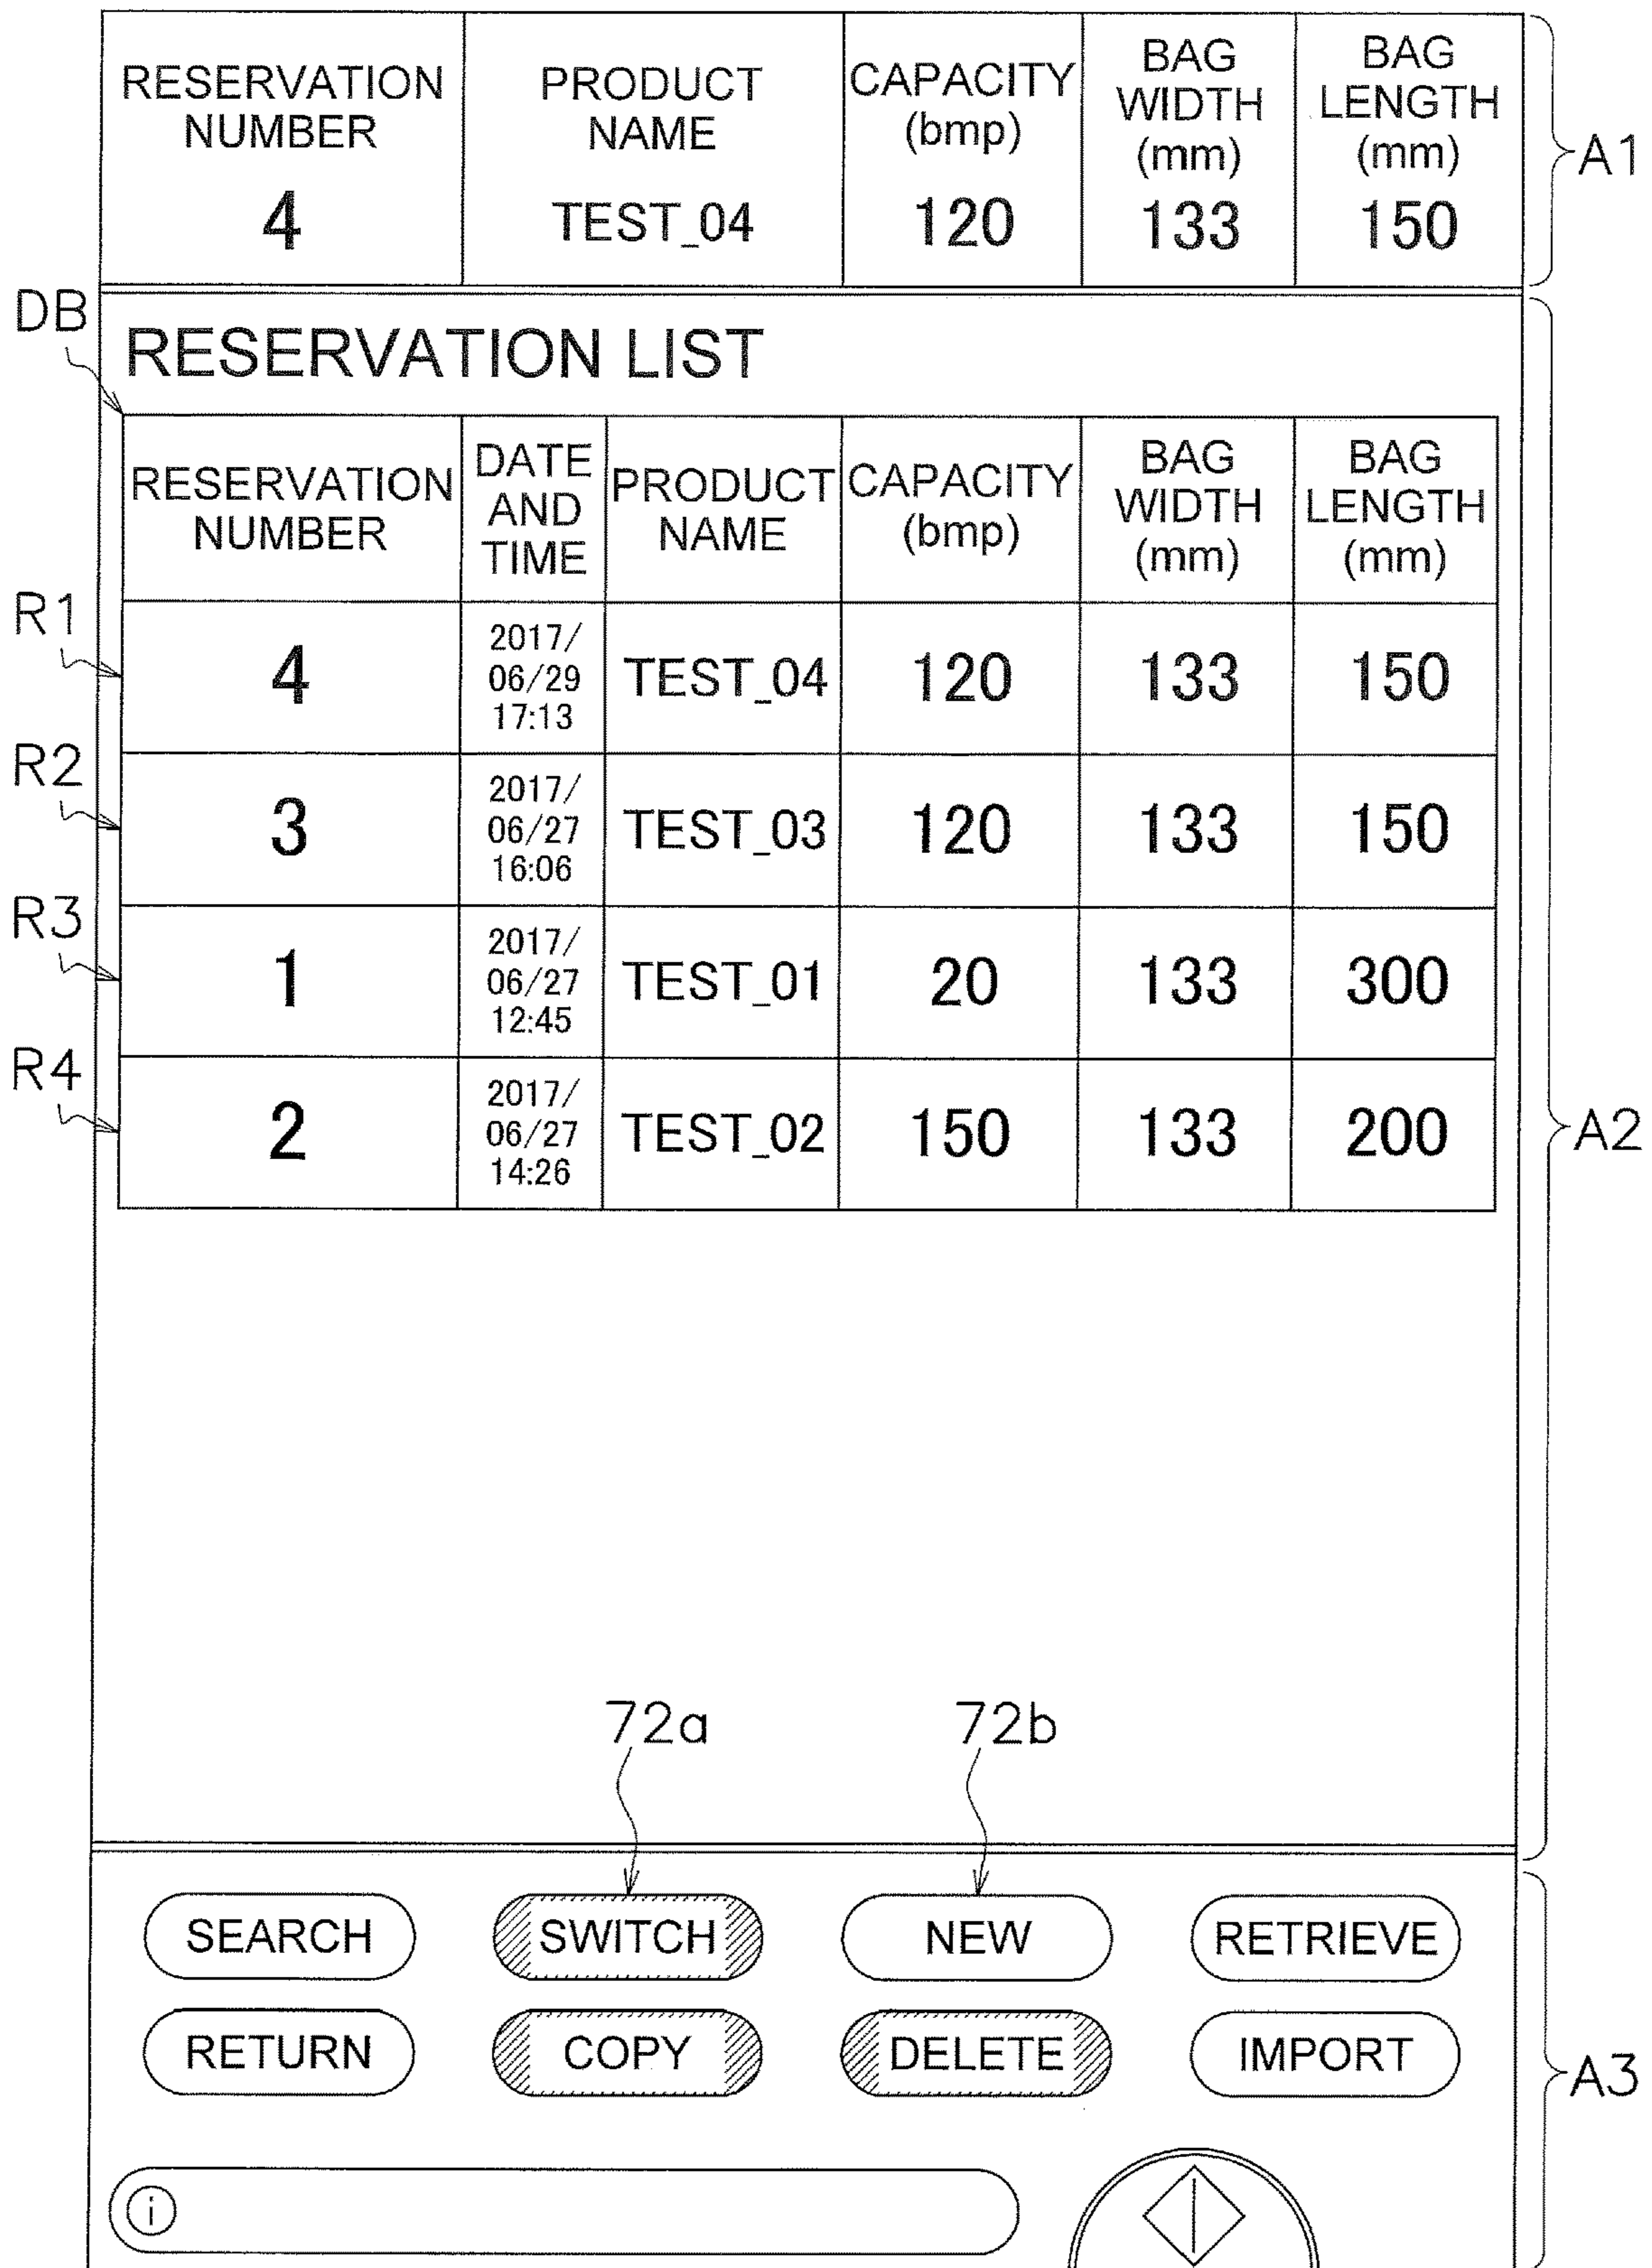 RESERVATION NUMBER
PRODUCT NAME
CAPACITY (bmp)
BAG WIDTH (mm)
BAG LENGTH (mm)
4 TEST_04 120 133 150
A1
DB
RESERVATION LIST
RESERVATION NUMBER
DATE AND TIME
PRODUCT NAME
CAPACITY (bmp)
BAG WIDTH (mm)
BAG LENGTH (mm)
R1
4 2017/06/29 17:13 TEST_04 120 133 150
R2
3 2017/06/27 16:06 TEST_03 120 133 150
R3
1 2017/06/27 12:45 TEST_01 20 133 300
R4
2 2017/06/27 14:26 TEST_02 150 133 200
A2
72a 72b
SEARCH SWITCH NEW RETRIEVE
RETURN COPY DELETE IMPORT
A3
i